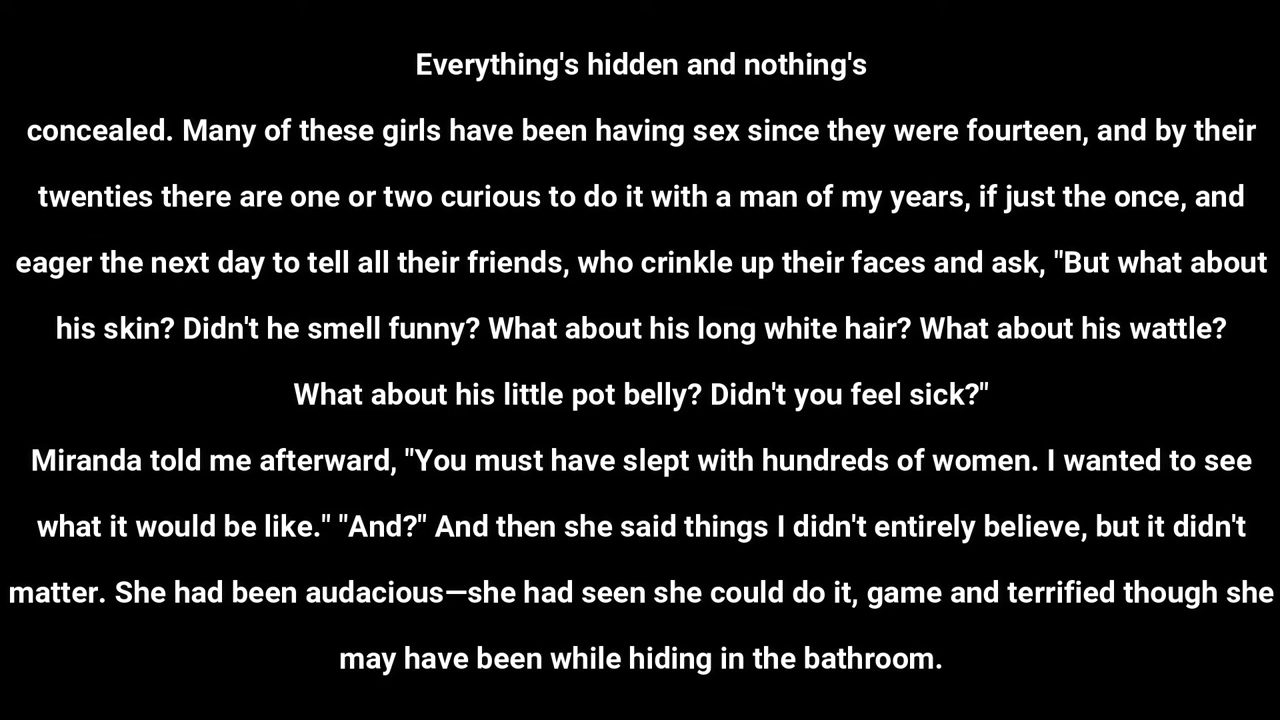 Everything's hidden and nothing's
concealed. Many of these girls have been having sex since they were fourteen, and by their
twenties there are one or two curious to do it with a man of my years, if just the once, and
eager the next day to tell all their friends, who crinkle up their faces and ask, "But what about
his skin? Didn't he smell funny? What about his long white hair? What about his wattle?
What about his little pot belly? Didn't you feel sick?"
Miranda told me afterward, "You must have slept with hundreds of women. I wanted to see
what it would be like." "And?" And then she said things I didn't entirely believe, but it didn't
matter. She had been audacious—she had seen she could do it, game and terrified though she
may have been while hiding in the bathroom.